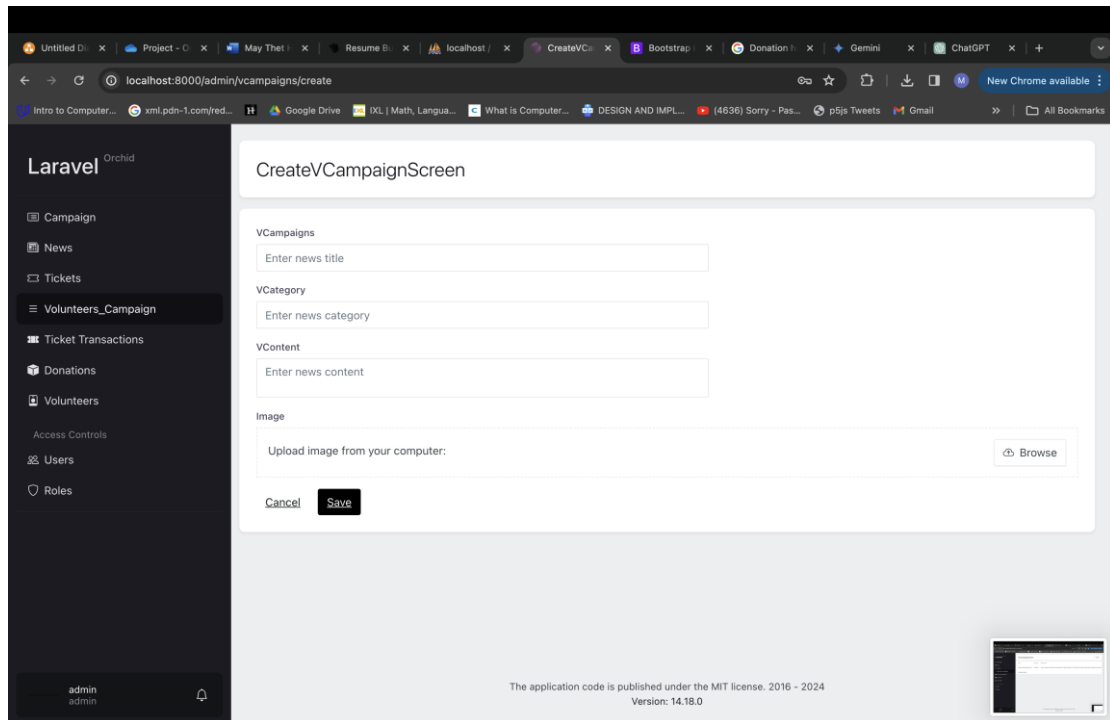 Untitled Di
Project - O
May Thet H
Resume Bu
localhost /
CreateVCa
Bootstrap
Donation h
Gemini
ChatGPT
localhost:8000/admin/vcampaigns/create
M
New Chrome available
Intro to Computer...
xml.pdn-1.com/red...
H
Google Drive
IXL | Math, Langua...
What is Computer...
DESIGN AND IMPL...
(4636) Sorry - Pas...
p5js Tweets
Gmail
»
All Bookmarks
Laravel Orchid
Campaign
News
Tickets
Volunteers_Campaign
Ticket Transactions
Donations
Volunteers
Access Controls
Users
Roles
admin
admin
CreateVCampaignScreen
VCampaigns
Enter news title
VCategory
Enter news category
VContent
Enter news content
Image
Upload image from your computer:
Browse
Cancel
Save
The application code is published under the MIT license. 2016 - 2024
Version: 14.18.0